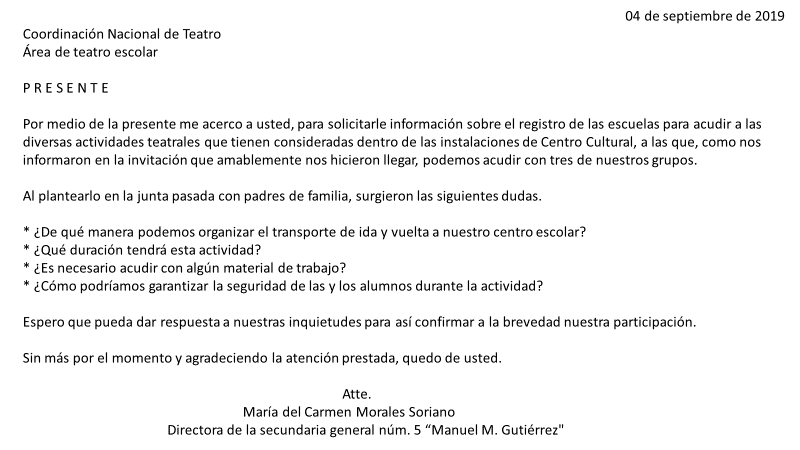 04 de septiembre de 2019
Coordinación Nacional de Teatro
Área de teatro escolar
P R E S E N T E
Por medio de la presente me acerco a usted, para solicitarle información sobre el registro de las escuelas para acudir a las
diversas actividades teatrales que tienen consideradas dentro de las instalaciones de Centro Cultural, a las que, como nos
informaron en la invitación que amablemente nos hicieron llegar, podemos acudir con tres de nuestros grupos.
Al plantearlo en la junta pasada con padres de familia, surgieron las siguientes dudas.
* ¿De qué manera podemos organizar el transporte de ida y vuelta a nuestro centro escolar?
* ¿Qué duración tendrá esta actividad?
* ¿Es necesario acudir con algún material de trabajo?
* ¿Cómo podríamos garantizar la seguridad de las y los alumnos durante la actividad?
Espero que pueda dar respuesta a nuestras inquietudes para así confirmar a la brevedad nuestra participación.
Sin más por el momento y agradeciendo la atención prestada, quedo de usted.
Atte.
María del Carmen Morales Soriano
Directora de la secundaria general núm. 5 “Manuel M. Gutiérrez"